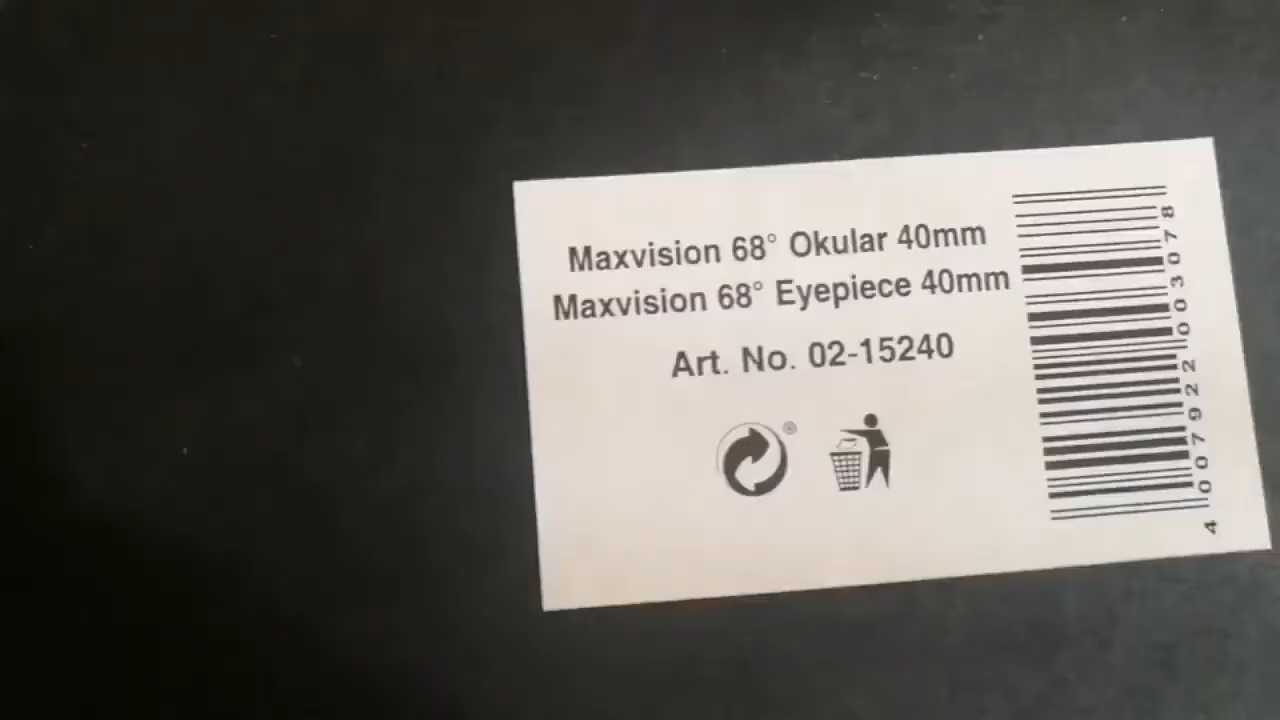 Maxvision 68° Okular 40mm
Maxvision 68° Eyepiece 40mm
Art. No. 02-15240
®
4 007922 003078